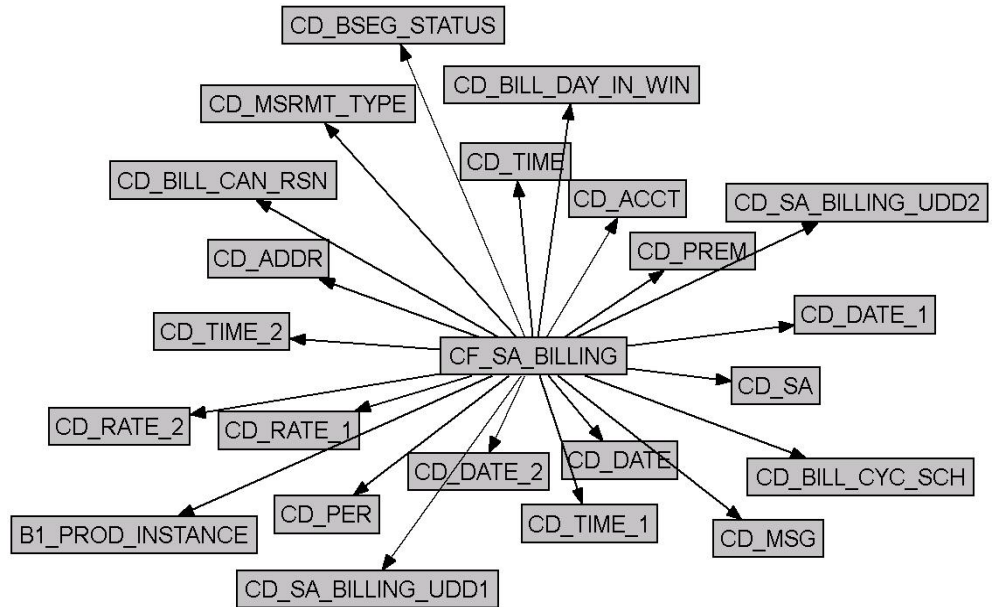 CD_BSEG_STATUS
CD_BILL_DAY_IN_WIN
CD_MSRMT_TYPE
CD_TIME
CD_BILL_CAN_RSN
CD_ACCT
CD_SA_BILLING_UDD2
CD_PREM
CD_ADDR
CD_DATE_1
CD_TIME_2
CF_SA_BILLING
CD_SA
CD_RATE_2
CD_RATE_1
CD_DATE_2
CD_DATE
CD_BILL_CYC_SCH
CD_PER
CD_TIME_1
B1_PROD_INSTANCE
CD_MSG
CD_SA_BILLING_UDD1